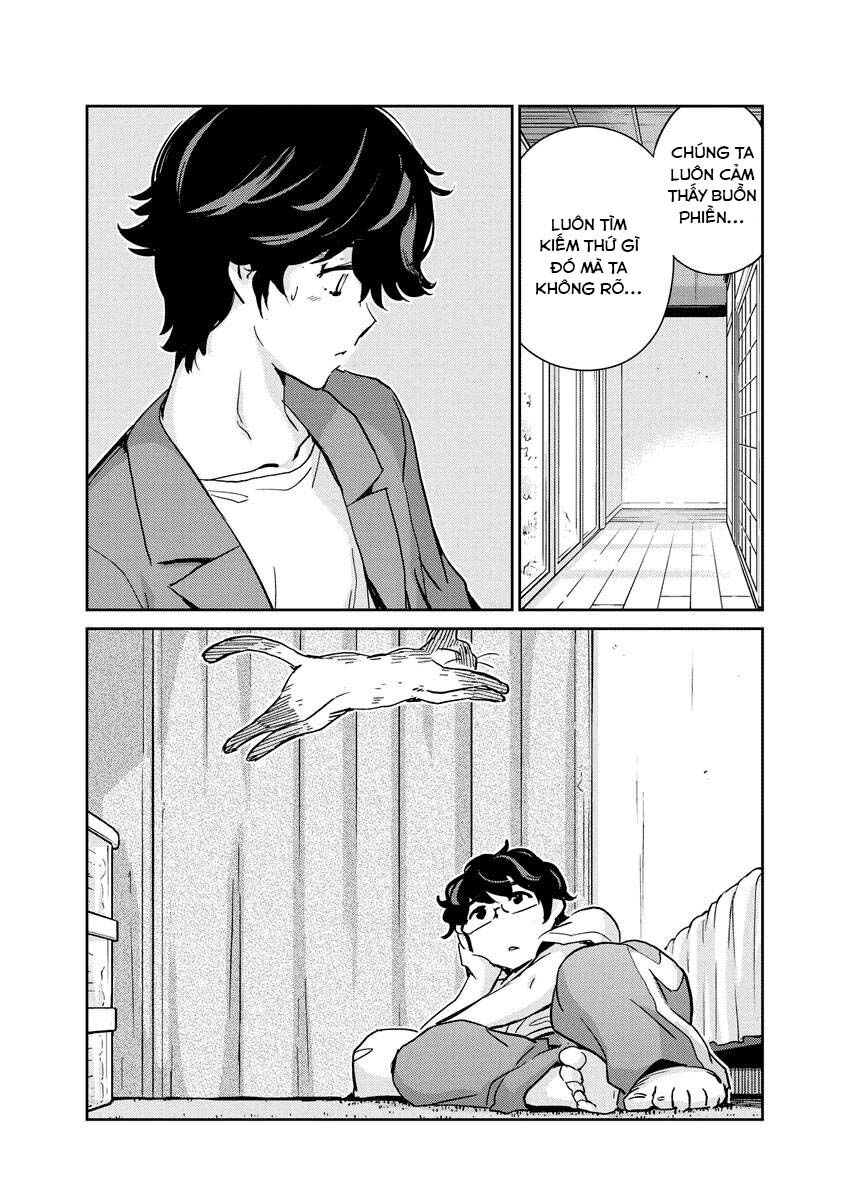 CHÚNG TA
LUÔN CẢM
THẤY BUỒN
PHIỀN...
LUÔN TÌM
KIẾM THỨ GÌ
ĐÓ MÀ TA
KHÔNG RÕ...